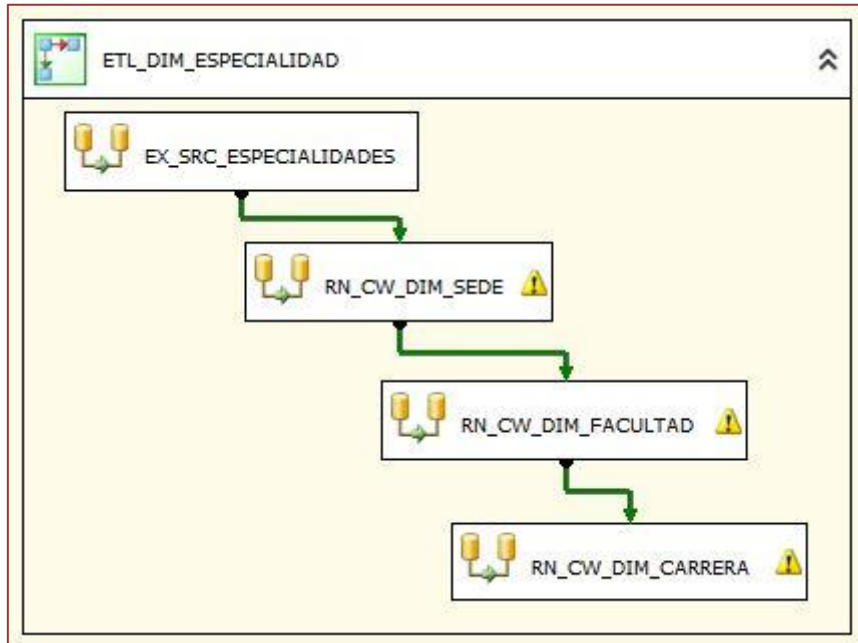 ETL_DIM_ESPECIALIDAD
EX_SRC_ESPECIALIDADES
RN_CW_DIM_SEDE
RN_CW_DIM_FACULTAD
RN_CW_DIM_CARRERA